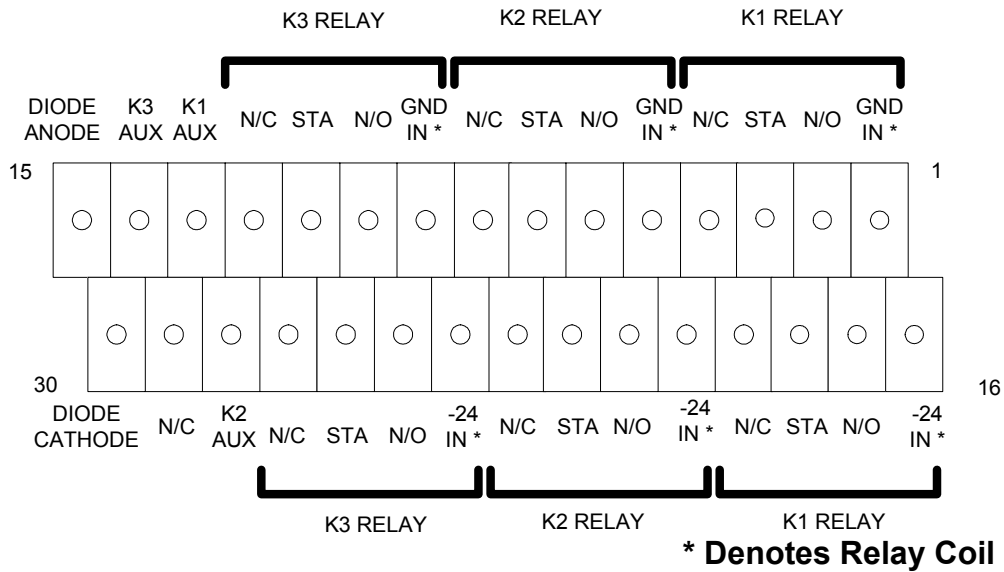 K3 RELAY K2 RELAY K1 RELAY
DIODE ANODE K3 AUX K1 AUX N/C STA N/O GND IN * N/C STA N/O GND IN * N/C STA N/O GND IN *
15 1
30 16
DIODE CATHODE N/C K2 AUX N/C STA N/O -24 IN * N/C STA N/O -24 IN * N/C STA N/O -24 IN *
K3 RELAY K2 RELAY K1 RELAY
* Denotes Relay Coil